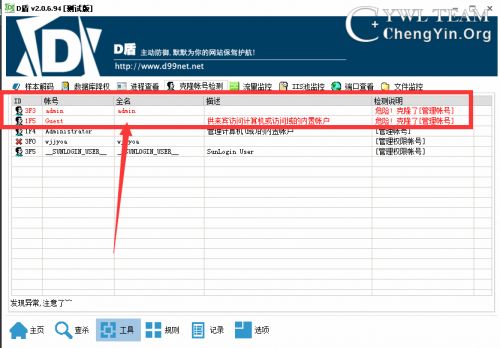 D盾 v2.0.6.94 [测试版]
CYWL TEAM
ChengYin.Org
D盾 主动防御,默默为你的网站保驾护航!
http://www.d99net.net
样本解码 数据库降权 进程查看 克隆帐号检测 流量监控 IIS池监控 端口查看 文件监控
ID 帐号 全名 描述 检测说明
3F3 admin admin 危险! 克隆了[管理帐号]
1F5 Guest 供来宾访问计算机或访问域的内置帐户 危险! 克隆了[管理帐号]
1F4 Administrator 管理计算机(域)的内置帐户 [管理帐号]
3F0 wjjyoa wjjyoa [管理权限帐号]
3F5 __SUNLOGIN_USER__ __SUNLOGIN_USER__ SunLogin User [管理权限帐号]
发现异常,注意了~~
主页 查杀 工具 规则 记录 选项